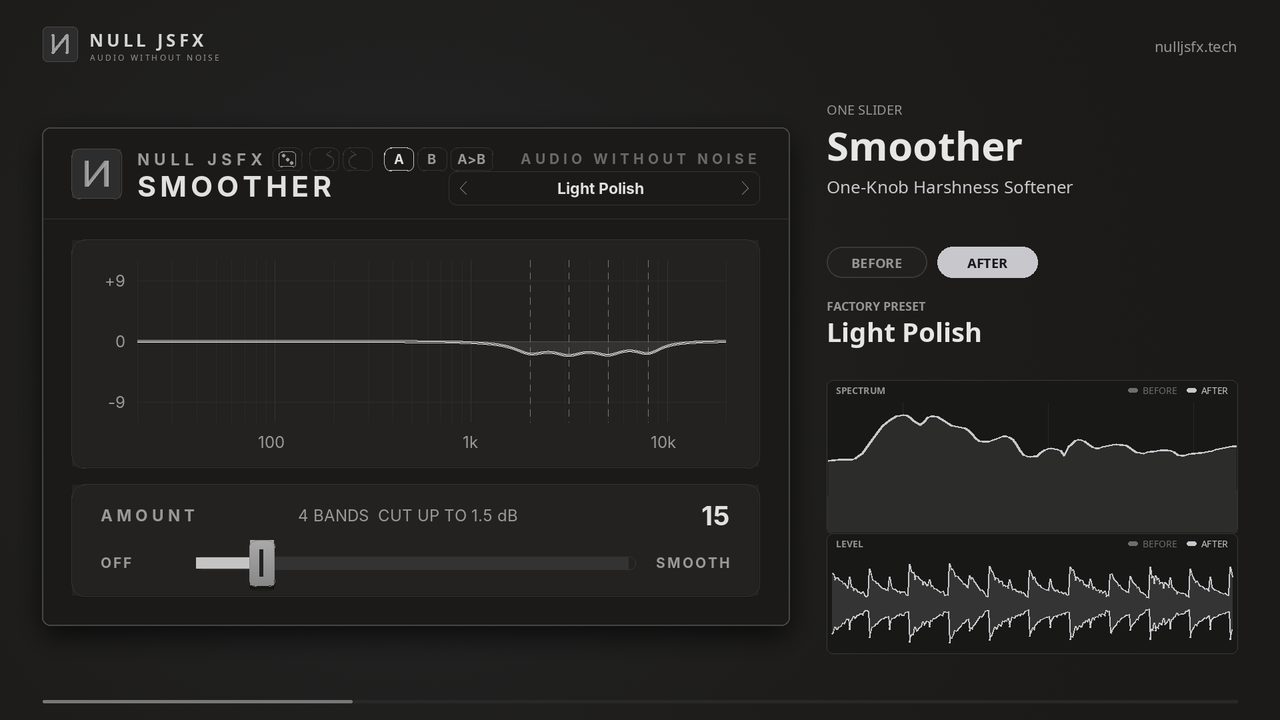 NULL JSFX
AUDIO WITHOUT NOISE
nulljsfx.tech
NULL JSFX
A
B
A>B
AUDIO WITHOUT NOISE
SMOOTHER
Light Polish
+9
0
-9
100
1k
10k
AMOUNT
4 BANDS CUT UP TO 1.5 dB
15
OFF
SMOOTH
ONE SLIDER
Smoother
One-Knob Harshness Softener
BEFORE
AFTER
FACTORY PRESET
Light Polish
SPECTRUM
BEFORE
AFTER
LEVEL
BEFORE
AFTER